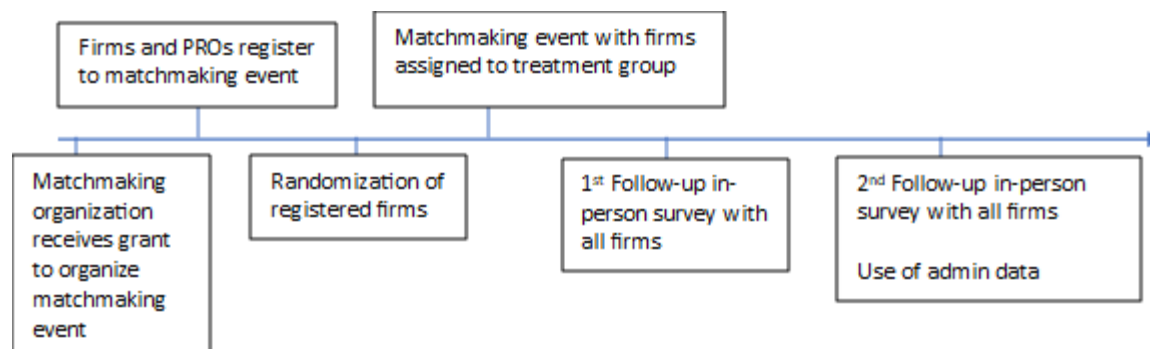 Firms and PROs register
to matchmaking event
Matchmaking event with firms
assigned to treatment group
Matchmaking
organization
receives grant
to organize
matchmaking
event
Randomization of
registered firms
1st Follow-up in-
person survey with
all firms
2nd Follow-up in-person
survey with all firms
Use of admin data